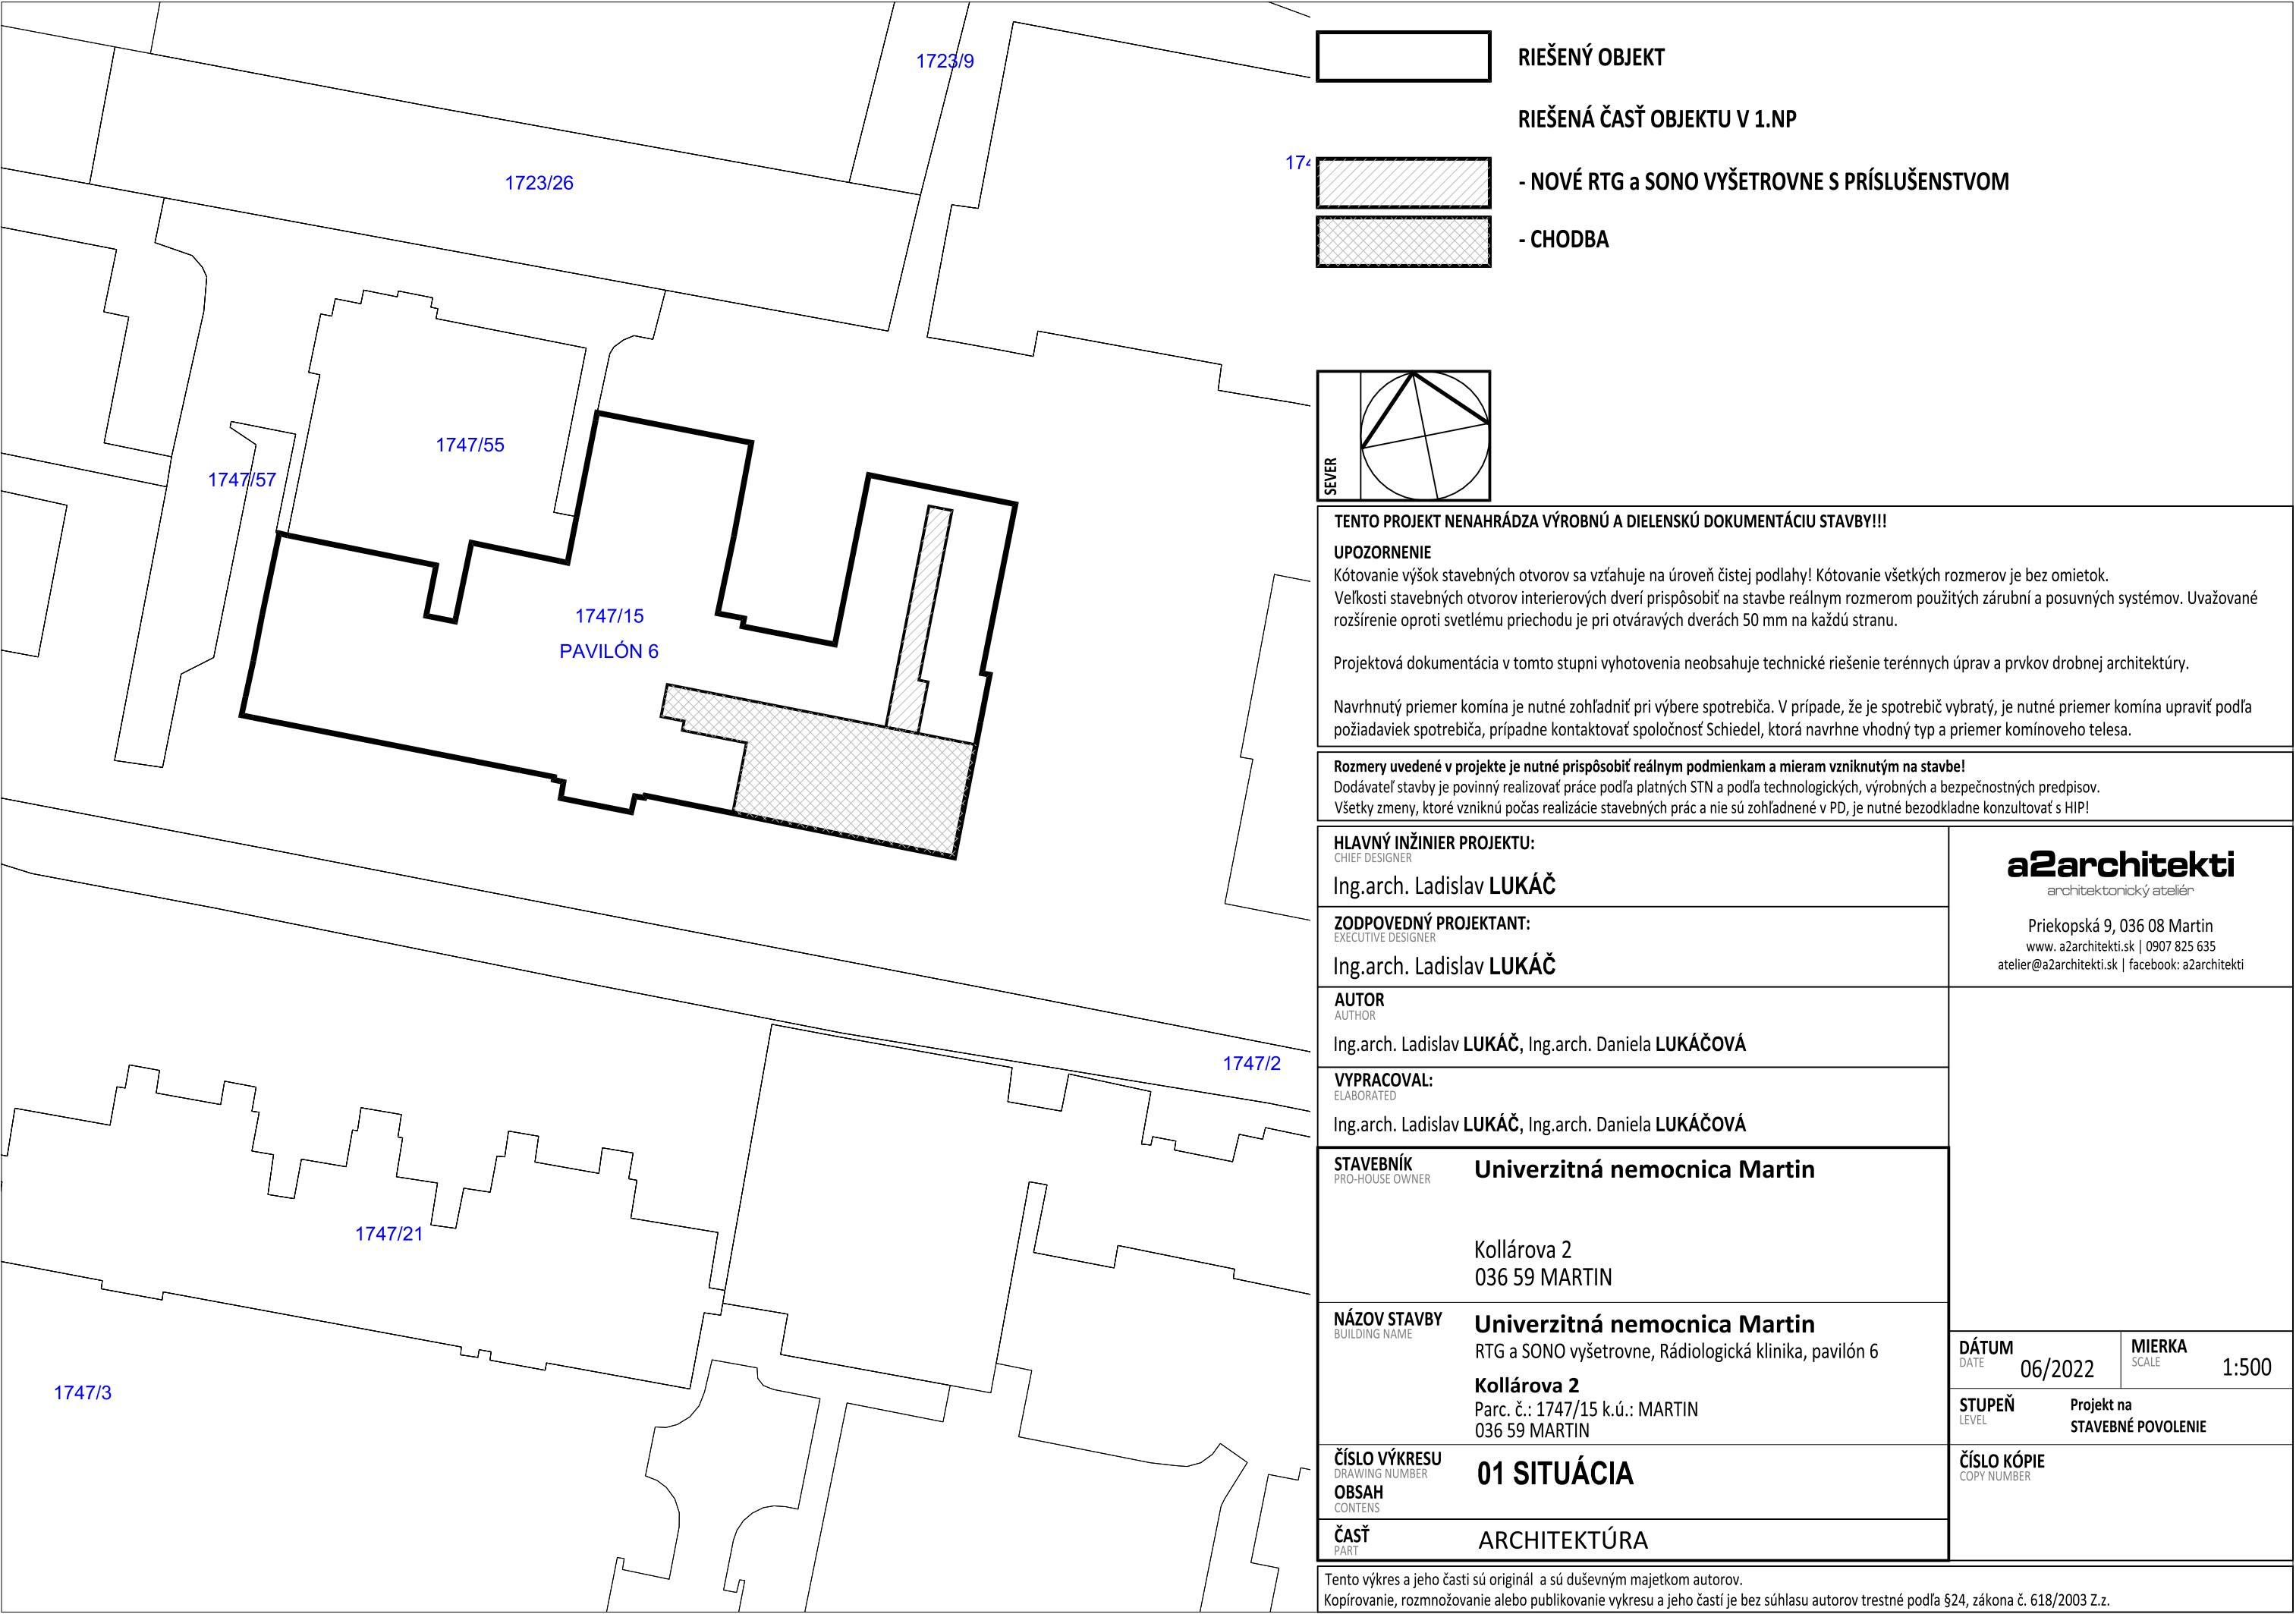 1723/9
1723/26
174
1747/55
1747/57
1747/15
PAVILÓN 6
1747/2
1747/21
1747/3
RIEŠENÝ OBJEKT
RIEŠENÁ ČASŤ OBJEKTU V 1.NP
- NOVÉ RTG a SONO VYŠETROVNE S PRÍSLUŠENSTVOM
- CHODBA
SEVER
TENTO PROJEKT NENAHRÁDZA VÝROBNÚ A DIELENSKÚ DOKUMENTÁCIU STAVBY!!!
UPOZORNENIE
Kótovanie výšok stavebných otvorov sa vzťahuje na úroveň čistej podlahy! Kótovanie všetkých rozmerov je bez omietok.
Veľkosti stavebných otvorov interierových dverí prispôsobiť na stavbe reálnym rozmerom použitých zárubní a posuvných systémov. Uvažované
rozšírenie oproti svetlému priechodu je pri otváravých dverách 50 mm na každú stranu.
Projektová dokumentácia v tomto stupni vyhotovenia neobsahuje technické riešenie terénnych úprav a prvkov drobnej architektúry.
Navrhnutý priemer komína je nutné zohľadniť pri výbere spotrebiča. V prípade, že je spotrebič vybratý, je nutné priemer komína upraviť podľa
požiadaviek spotrebiča, prípadne kontaktovať spoločnosť Schiedel, ktorá navrhne vhodný typ a priemer komínoveho telesa.
Rozmery uvedené v projekte je nutné prispôsobiť reálnym podmienkam a mieram vzniknutým na stavbe!
Dodávateľ stavby je povinný realizovať práce podľa platných STN a podľa technologických, výrobných a bezpečnostných predpisov.
Všetky zmeny, ktoré vzniknú počas realizácie stavebných prác a nie sú zohľadnené v PD, je nutné bezodkladne konzultovať s HIP!
HLAVNÝ INŽINIER PROJEKTU:
CHIEF DESIGNER
Ing.arch. Ladislav LUKÁČ
ZODPOVEDNÝ PROJEKTANT:
EXECUTIVE DESIGNER
Ing.arch. Ladislav LUKÁČ
AUTOR
AUTHOR
Ing.arch. Ladislav LUKÁČ, Ing.arch. Daniela LUKÁČOVÁ
VYPRACOVAL:
ELABORATED
Ing.arch. Ladislav LUKÁČ, Ing.arch. Daniela LUKÁČOVÁ
a2architekti
architektonický ateliér
Priekopská 9, 036 08 Martin
www. a2architekti.sk | 0907 825 635
atelier@a2architekti.sk | facebook: a2architekti
STAVEBNÍK
PRO-HOUSE OWNER
Univerzitná nemocnica Martin
Kollárova 2
036 59 MARTIN
NÁZOV STAVBY
BUILDING NAME
Univerzitná nemocnica Martin
RTG a SONO vyšetrovne, Rádiologická klinika, pavilón 6
Kollárova 2
Parc. č.: 1747/15 k.ú.: MARTIN
036 59 MARTIN
ČÍSLO VÝKRESU
DRAWING NUMBER
01 SITUÁCIA
OBSAH
CONTENS
ČASŤ
PART
ARCHITEKTÚRA
DÁTUM
DATE
06/2022
MIERKA
SCALE
1:500
STUPEŇ
LEVEL
Projekt na
STAVEBNÉ POVOLENIE
ČÍSLO KÓPIE
COPY NUMBER
Tento výkres a jeho časti sú originál a sú duševným majetkom autorov.
Kopírovanie, rozmnožovanie alebo publikovanie vykresu a jeho častí je bez súhlasu autorov trestné podľa §24, zákona č. 618/2003 Z.z.